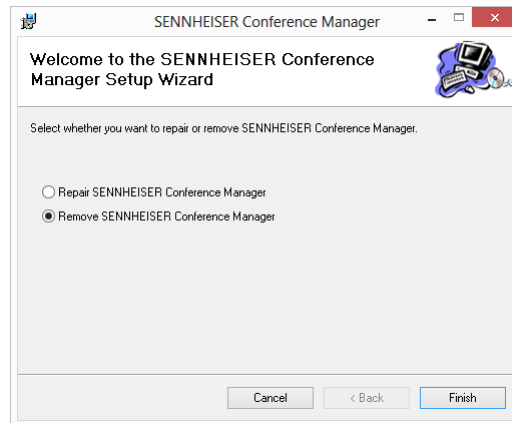 SENNHEISER Conference Manager
Welcome to the SENNHEISER Conference
Manager Setup Wizard
Select whether you want to repair or remove SENNHEISER Conference Manager.
Repair SENNHEISER Conference Manager
Remove SENNHEISER Conference Manager
Cancel < Back Finish